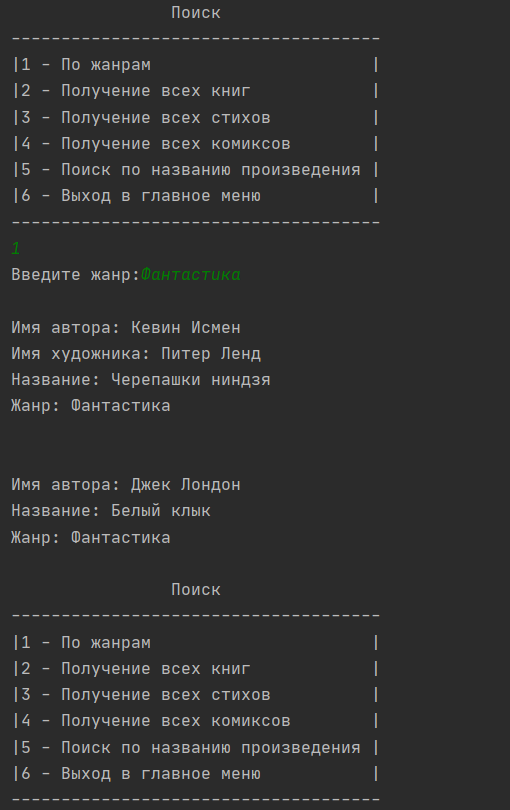 Поиск
-------------------------------------
|1 - По жанрам                      |
|2 - Получение всех книг            |
|3 - Получение всех стихов          |
|4 - Получение всех комиксов        |
|5 - Поиск по названию произведения |
|6 - Выход в главное меню           |
-------------------------------------
1
Введите жанр:Фантастика
Имя автора: Кевин Исмен
Имя художника: Питер Ленд
Название: Черепашки ниндзя
Жанр: Фантастика
Имя автора: Джек Лондон
Название: Белый клык
Жанр: Фантастика
Поиск
-------------------------------------
|1 - По жанрам                      |
|2 - Получение всех книг            |
|3 - Получение всех стихов          |
|4 - Получение всех комиксов        |
|5 - Поиск по названию произведения |
|6 - Выход в главное меню           |
-------------------------------------